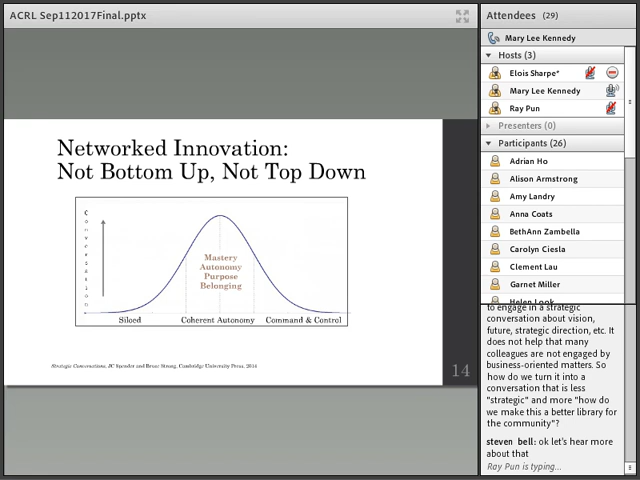 ACRL Sep112017Final.pptx
Networked Innovation:
Not Bottom Up, Not Top Down
Mastery
Autonomy
Purpose
Belonging
Siloed Coherent Autonomy Command & Control
Strategic Conversations, JC Spender and Bruce Strong, Cambridge University Press, 2014
14
Attendees (29)
Mary Lee Kennedy
Hosts (3)
Elois Sharpe*
Mary Lee Kennedy
Ray Pun
Presenters (0)
Participants (26)
Adrian Ho
Alison Armstrong
Amy Landry
Anna Coats
BethAnn Zambella
Carolyn Ciesla
Clement Lau
Garnet Miller
Helen Look
to engage in a strategic
conversation about vision,
future, strategic direction, etc. It
does not help that many
colleagues are not engaged by
business-oriented matters. So
how do we turn it into a
conversation that is less
"strategic" and more "how do
we make this a better library for
the community"?
steven bell: ok let's hear more
about that
Ray Pun is typing...